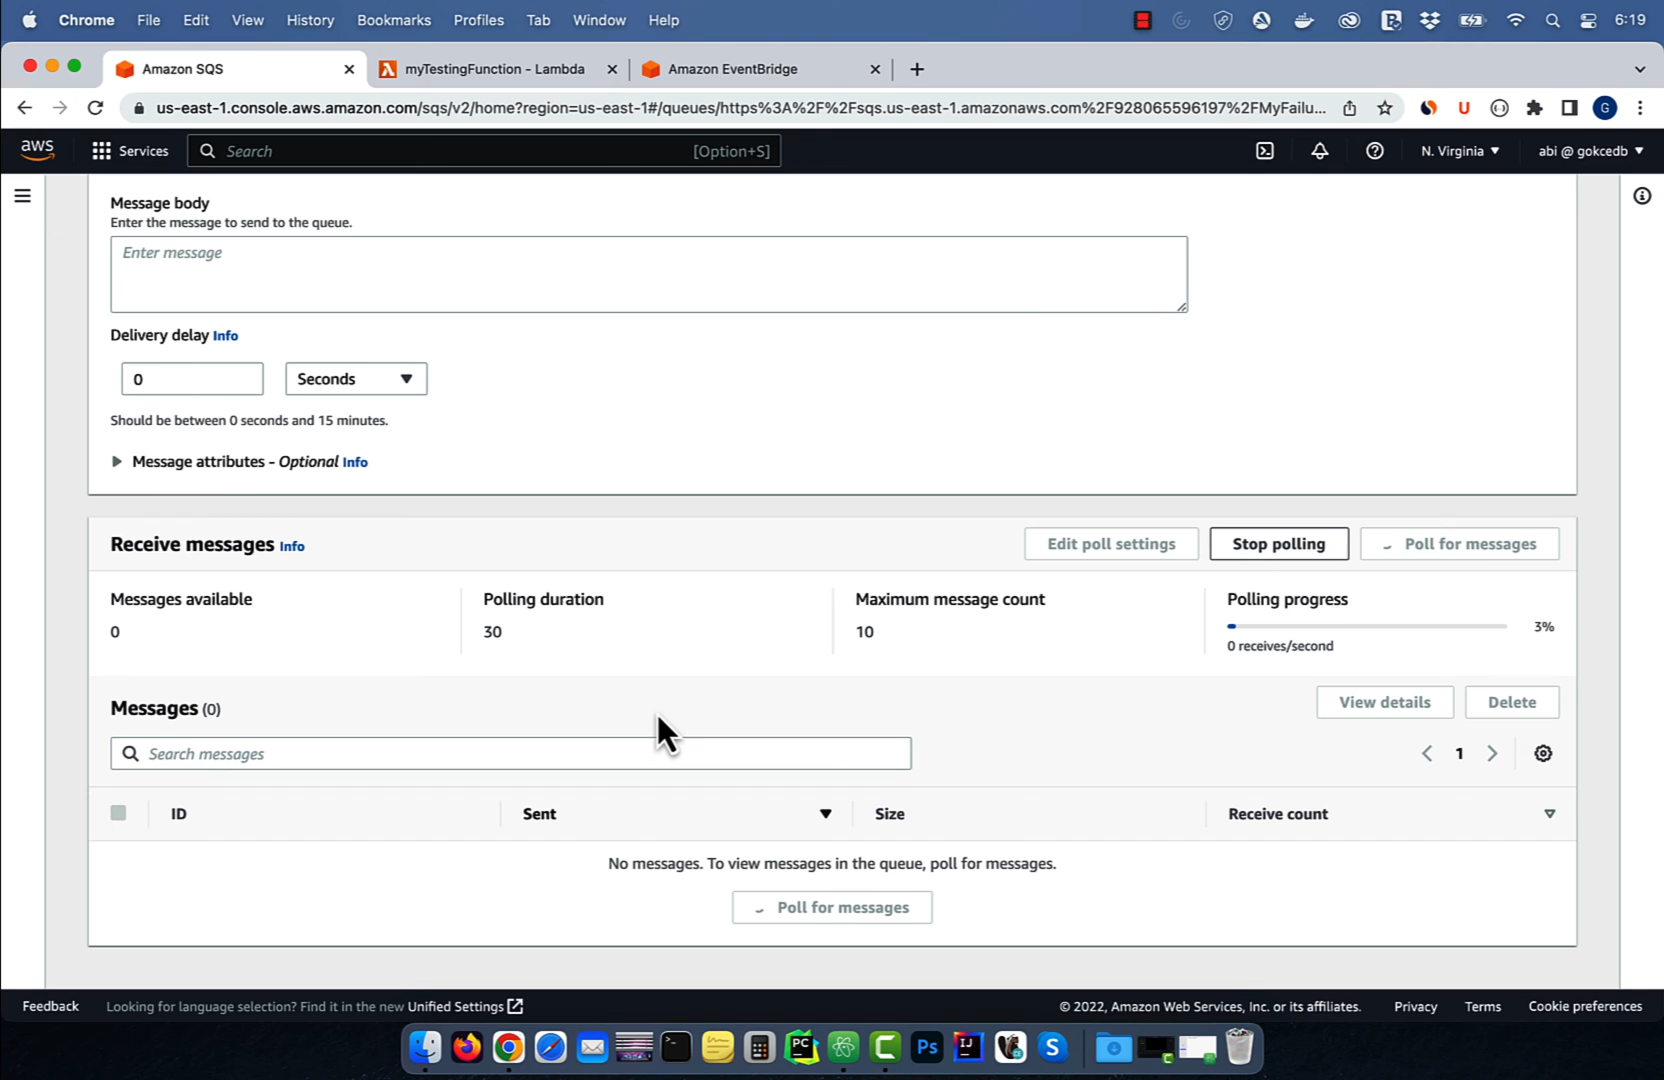 Chrome File Edit View History Bookmarks Profiles Tab Window Help 6:19
Amazon SQS myTestingFunction - Lambda Amazon EventBridge
us-east-1.console.aws.amazon.com/sqs/v2/home?region=us-east-1#/queues/https%3A%2F%2Fsqs.us-east-1.amazonaws.com%2F928065596197%2FMyFailu... U G
aws Services Search [Option+S] N. Virginia abi @ gokcedb
Message body
Enter the message to send to the queue.
Enter message
Delivery delay Info
0 Seconds
Should be between 0 seconds and 15 minutes.
Message attributes - Optional Info
Receive messages Info Edit poll settings Stop polling Poll for messages
Messages available Polling duration Maximum message count Polling progress
0 30 10 3%
0 receives/second
Messages (0) View details Delete
Search messages 1
ID Sent Size Receive count
No messages. To view messages in the queue, poll for messages.
Poll for messages
Feedback Looking for language selection? Find it in the new Unified Settings © 2022, Amazon Web Services, Inc. or its affiliates. Privacy Terms Cookie preferences
PC Ps IJ S